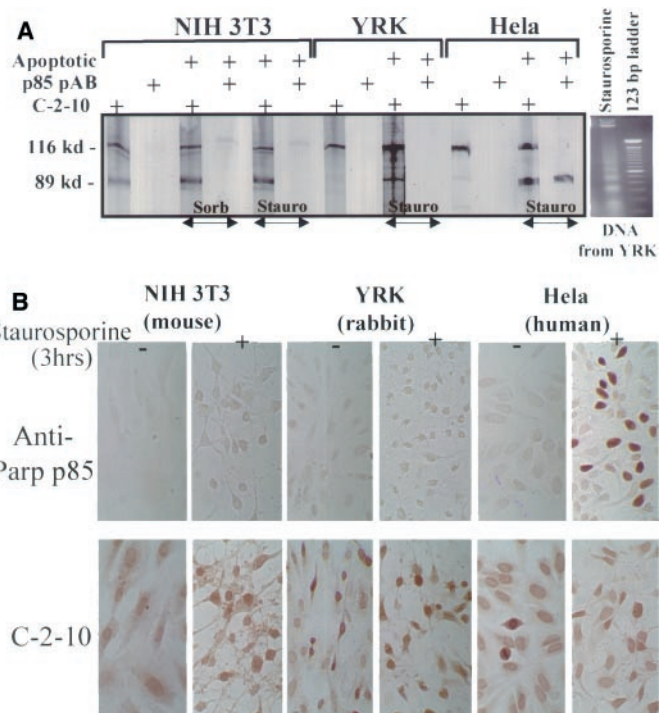 A
NIH 3T3 YRK Hela
Apoptotic + + + + + + + +
p85 pAB + + + + + + +
C-2-10 + + + + + + +
116 kd -
89 kd -
Sorb Stauro Stauro Stauro
Staurosporine
123 bp ladder
DNA
from YRK
B
NIH 3T3 YRK Hela
(mouse) (rabbit) (human)
Staurosporine
(3hrs)
- + - + - +
Anti-
Parp p85
C-2-10